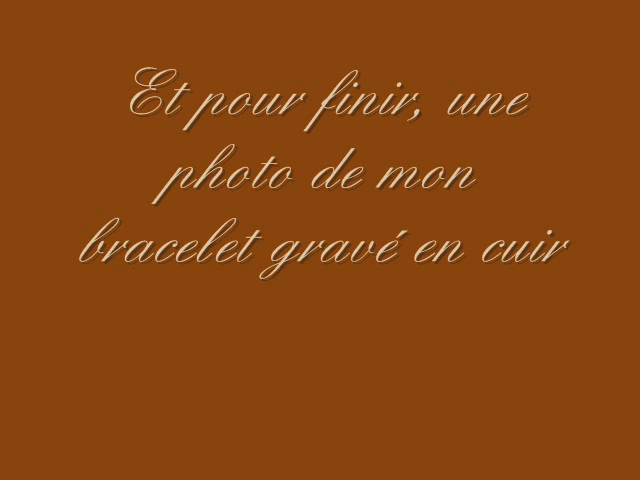 Et pour finir, une
photo de mon
bracelet gravé en cuir